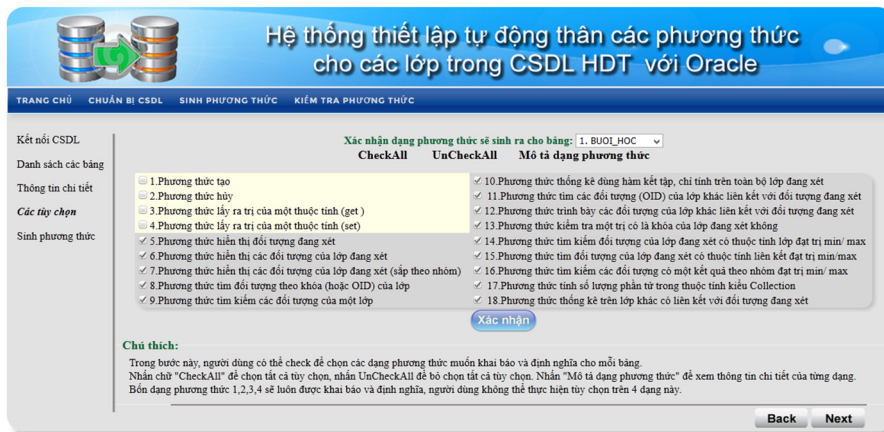 Hệ thống thiết lập tự động thân các phương thức
cho các lớp trong CSDL HDT với Oracle
TRANG CHỦ CHUẨN BỊ CSDL SINH PHƯƠNG THỨC KIỂM TRA PHƯƠNG THỨC
Kết nối CSDL
Danh sách các bảng
Thông tin chi tiết
Các tùy chọn
Sinh phương thức
Xác nhận dạng phương thức sẽ sinh ra cho bảng: 1. BUOI_HOC
CheckAll UnCheckAll Mô tả dạng phương thức
1.Phương thức tạo
2.Phương thức hủy
3.Phương thức lấy ra trị của một thuộc tính (get )
4.Phương thức lấy ra trị của một thuộc tính (set)
5.Phương thức hiển thị đối tượng đang xét
6.Phương thức hiển thị các đối tượng của lớp đang xét
7.Phương thức hiển thị các đối tượng của lớp đang xét (sắp theo nhóm)
8.Phương thức tìm đối tượng theo khóa (hoặc OID) của lớp
9.Phương thức tìm kiếm các đối tượng của một lớp
10.Phương thức thống kê dùng hàm kết tập, chỉ tính trên toàn bộ lớp đang xét
11.Phương thức tìm các đối tượng (OID) của lớp khác liên kết với đối tượng đang xét
12.Phương thức trình bày các đối tượng của lớp khác liên kết với đối tượng đang xét
13.Phương thức kiểm tra một trị có là khóa của lớp đang xét không
14.Phương thức tìm kiếm đối tượng của lớp đang xét có thuộc tính lớp đạt trị min/ max
15.Phương thức tìm đối tượng của lớp đang xét có thuộc tính liên kết đạt trị min/max
16.Phương thức tìm kiếm các đối tượng có một kết quả theo nhóm đạt trị min/ max
17.Phương thức tính số lượng phần tử trong thuộc tính kiểu Collection
18.Phương thức thống kê trên lớp khác có liên kết với đối tượng đang xét
Xác nhận
Chú thích:
Trong bước này, người dùng có thể check để chọn các dạng phương thức muốn khai báo và định nghĩa cho mỗi bảng.
Nhấn chữ "CheckAll" để chọn tất cả tùy chọn, nhấn UnCheckAll để bỏ chọn tất cả tùy chọn. Nhấn "Mô tả dạng phương thức" để xem thông tin chi tiết của từng dạng.
Bốn dạng phương thức 1,2,3,4 sẽ luôn được khai báo và định nghĩa, người dùng không thể thực hiện tùy chọn trên 4 dạng này.
Back Next